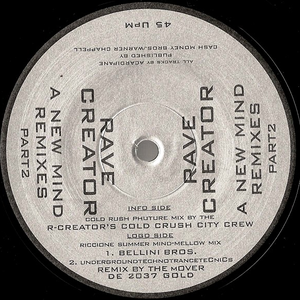 RAVE
CREATOR
A NEW MIND
REMIXES
PART2
RAVE
CREATOR
A NEW MIND
REMIXES
PART2
INFO SIDE
COLD RUSH PHUTURE MIX BY THE
R-CREATOR'S COLD CRUSH CITY CREW
LOGO SIDE
RICCIONE SUMMER MIND-MELLOW MIX
1. BELLINI BROS.
2. UNDERGROUNDTECHNOTRANCETECNICS
REMIX BY THE MOVER
DE 2037 GOLD
ALL TRACKS BY ACARDIPANE
PUBLISHED BY
CASH MONEY BROS./WARNER CHAPPELL
45 UPM